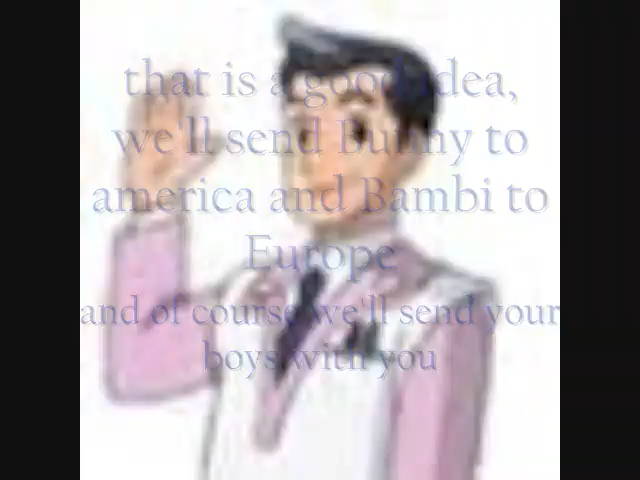 that is a good idea,
we'll send Bunny to
america and Bambi to
Europe
and of course we'll send your
boys with you